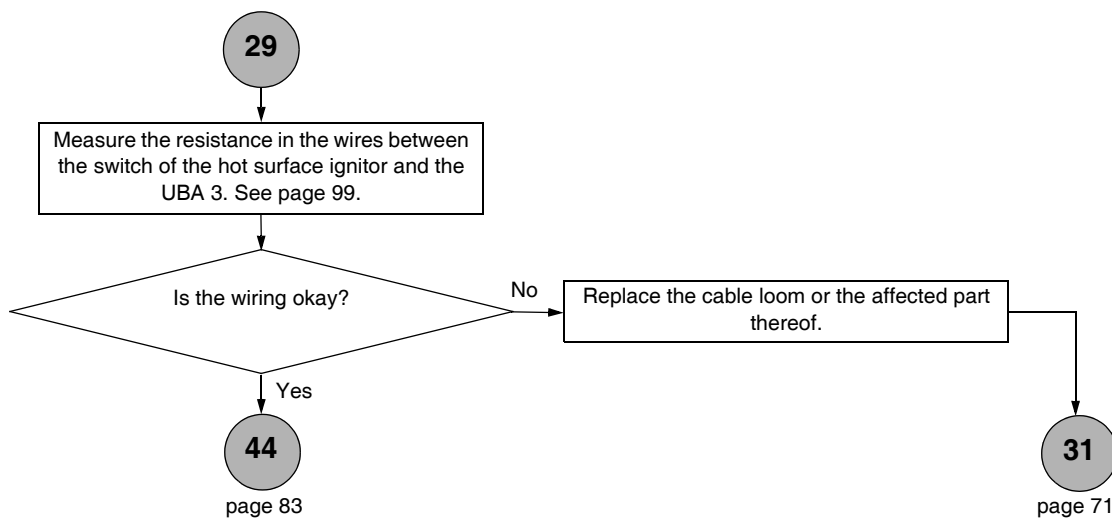 29
Measure the resistance in the wires between
the switch of the hot surface ignitor and the
UBA 3. See page 99.
Is the wiring okay?
No
Replace the cable loom or the affected part
thereof.
Yes
44
page 83
31
page 71